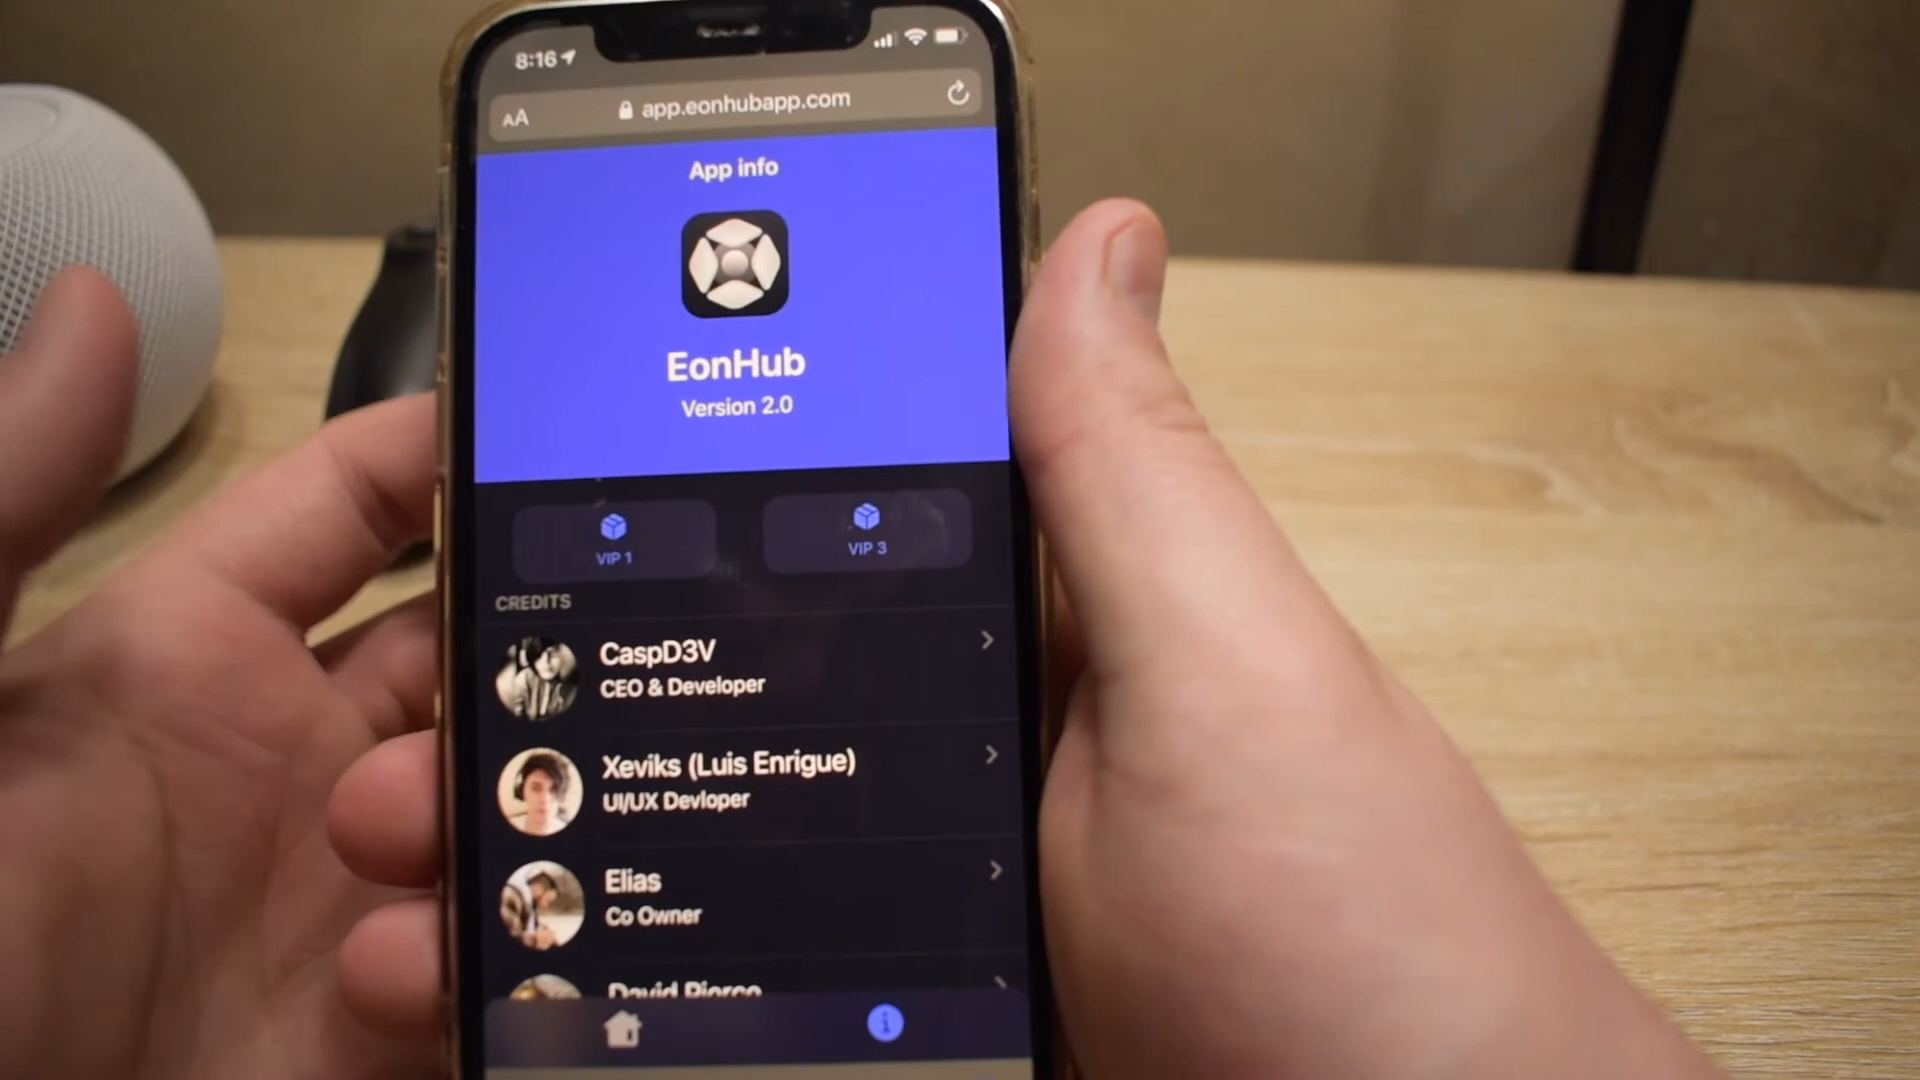 8:16
AA app.eonhubapp.com
App info
EonHub
Version 2.0
VIP 1 VIP 3
CREDITS
CaspD3V
CEO & Developer
Xeviks (Luis Enrigue)
UI/UX Devloper
Elias
Co Owner
David